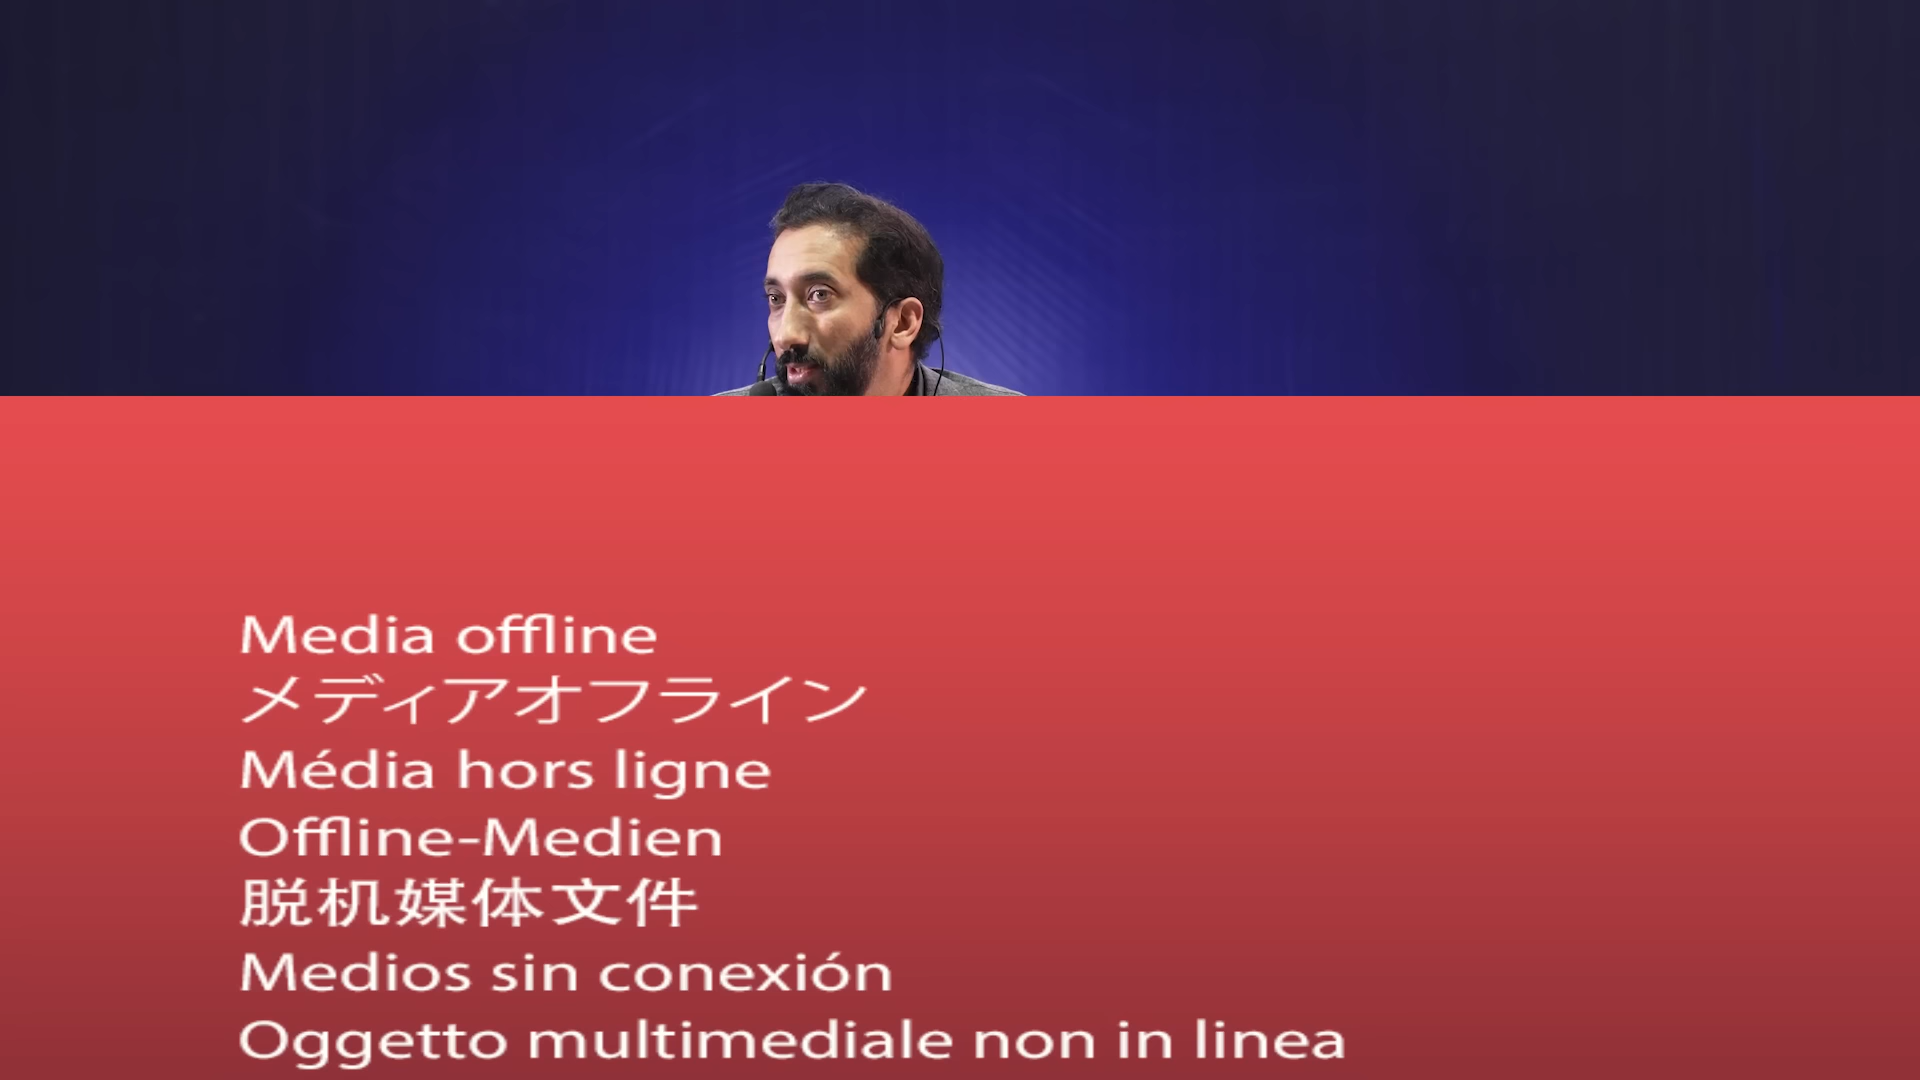 Media offline
メディアオフライン
Média hors ligne
Offline-Medien
脱机媒体文件
Medios sin conexión
Oggetto multimediale non in linea